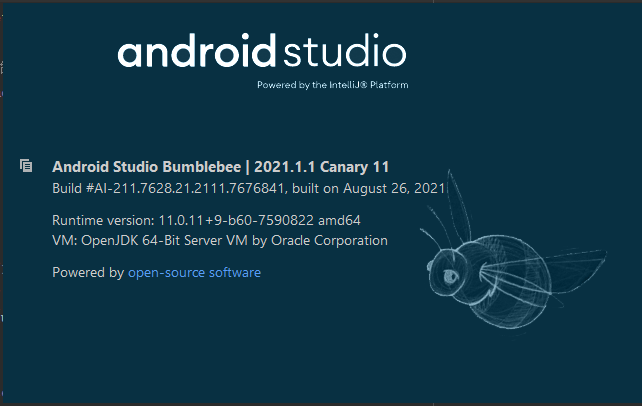 androidstudio
Powered by the IntelliJ® Platform
Android Studio Bumblebee | 2021.1.1 Canary 11
Build #AI-211.7628.21.2111.7676841, built on August 26, 2021
Runtime version: 11.0.11+9-b60-7590822 amd64
VM: OpenJDK 64-Bit Server VM by Oracle Corporation
Powered by open-source software